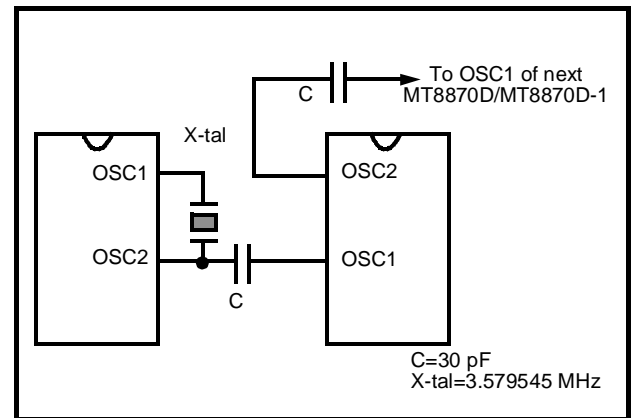 To OSC1 of next
MT8870D/MT8870D-1
C
X-tal
OSC1
OSC2
OSC2
OSC1
C
C=30 pF
X-tal=3.579545 MHz